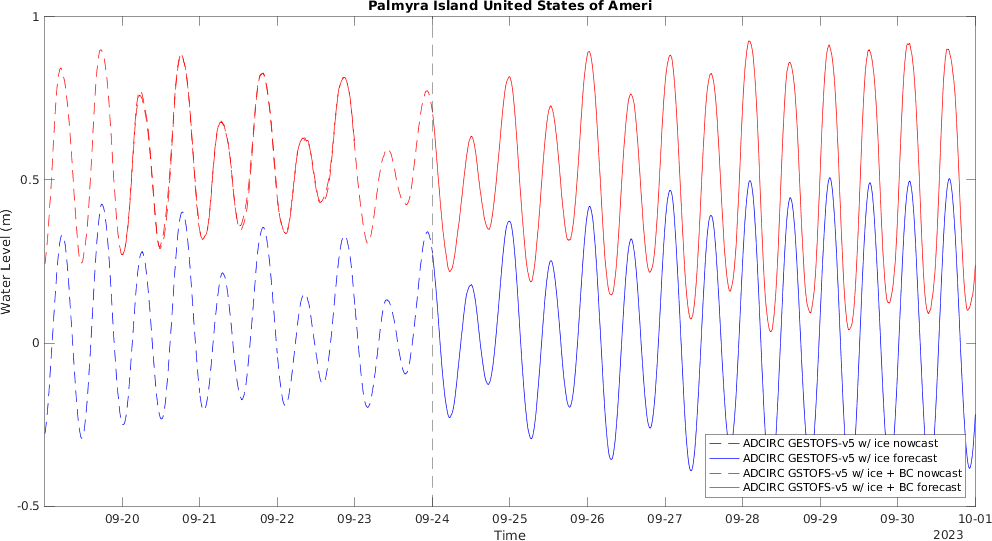 Palmyra Island United States of Ameri
1
0.5
0
-0.5
Water Level (m)
ADCIRC GESTOFS-v5 w/ ice nowcast
ADCIRC GESTOFS-v5 w/ ice forecast
ADCIRC GSTOFS-v5 w/ ice + BC nowcast
ADCIRC GSTOFS-v5 w/ ice + BC forecast
09-20 09-21 09-22 09-23 09-24 09-25 09-26 09-27 09-28 09-29 09-30 10-01
Time
2023